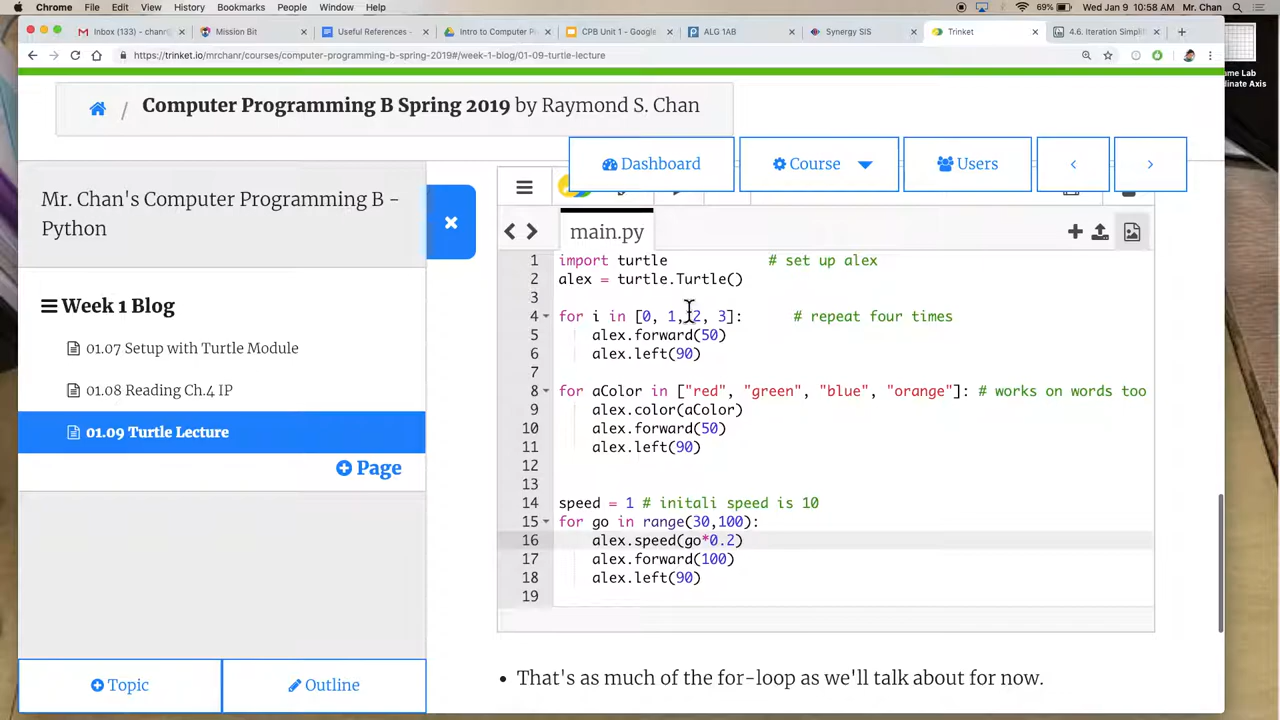 Chrome File Edit View History Bookmarks People Window Help 69% Wed Jan 9 10:58 AM Mr. Chan
Inbox (133) - chanr Mission Bit Useful References - Intro to Computer CPB Unit 1 - Google ALG 1AB Synergy SIS Trinket 4.6. Iteration Simplif
https://trinket.io/mrchanr/courses/computer-programming-b-spring-2019#/week-1-blog/01-09-turtle-lecture
ame Lab
dinate Axis
/ Computer Programming B Spring 2019 by Raymond S. Chan
Dashboard Course Users
Mr. Chan's Computer Programming B -
Python
Week 1 Blog
01.07 Setup with Turtle Module
01.08 Reading Ch.4 IP
01.09 Turtle Lecture
Page
Topic
Outline
main.py
1 import turtle # set up alex
2 alex = turtle.Turtle()
3
4 for i in [0, 1, 2, 3]: # repeat four times
5 alex.forward(50)
6 alex.left(90)
7
8 for aColor in ["red", "green", "blue", "orange"]: # works on words too
9 alex.color(aColor)
10 alex.forward(50)
11 alex.left(90)
12
13
14 speed = 1 # initali speed is 10
15 for go in range(30,100):
16 alex.speed(go*0.2)
17 alex.forward(100)
18 alex.left(90)
19
• That's as much of the for-loop as we'll talk about for now.